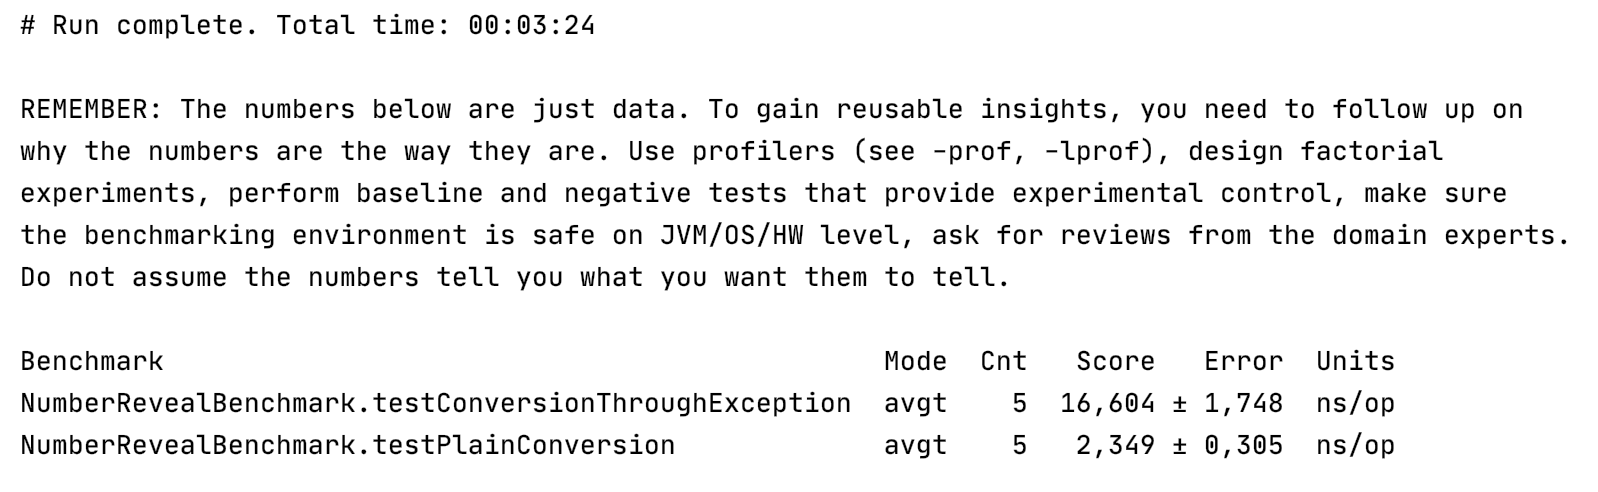 # Run complete. Total time: 00:03:24
REMEMBER: The numbers below are just data. To gain reusable insights, you need to follow up on
why the numbers are the way they are. Use profilers (see -prof, -lprof), design factorial
experiments, perform baseline and negative tests that provide experimental control, make sure
the benchmarking environment is safe on JVM/OS/HW level, ask for reviews from the domain experts.
Do not assume the numbers tell you what you want them to tell.
Benchmark Mode Cnt Score Error Units
NumberRevealBenchmark.testConversionThroughException avgt 5 16,604 ± 1,748 ns/op
NumberRevealBenchmark.testPlainConversion avgt 5 2,349 ± 0,305 ns/op